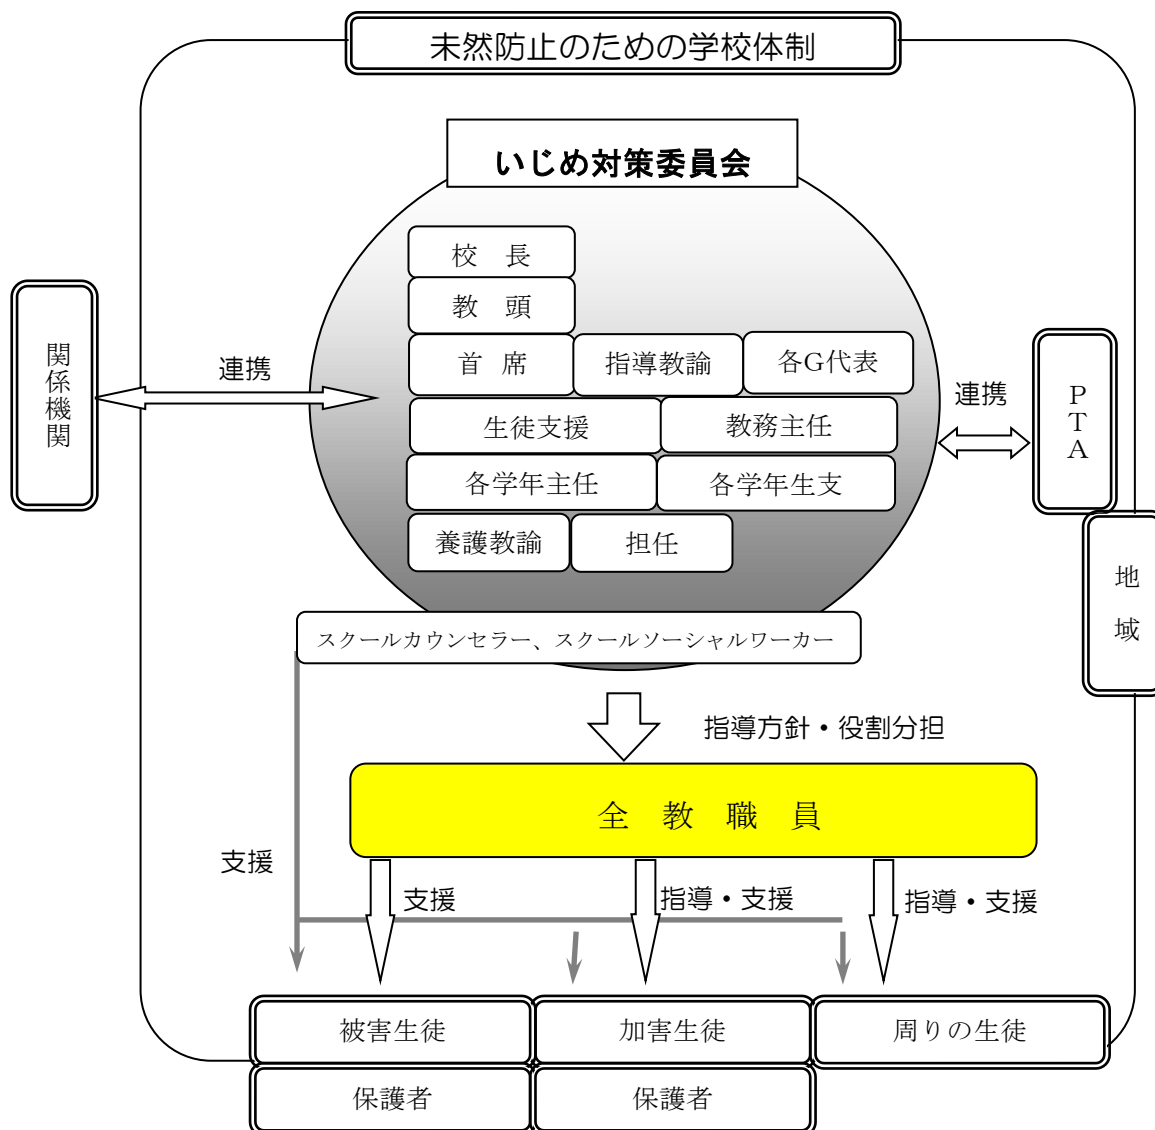 未然防止のための学校体制
いじめ対策委員会
校　長
教　頭
首　席
指導教諭
各G代表
生徒支援
教務主任
各学年主任
各学年生支
養護教諭
担任
スクールカウンセラー、スクールソーシャルワーカー
関係機関
連携
連携
PTA
地域
指導方針・役割分担
全　教　職　員
支援
支援
指導・支援
指導・支援
被害生徒
加害生徒
周りの生徒
保護者
保護者